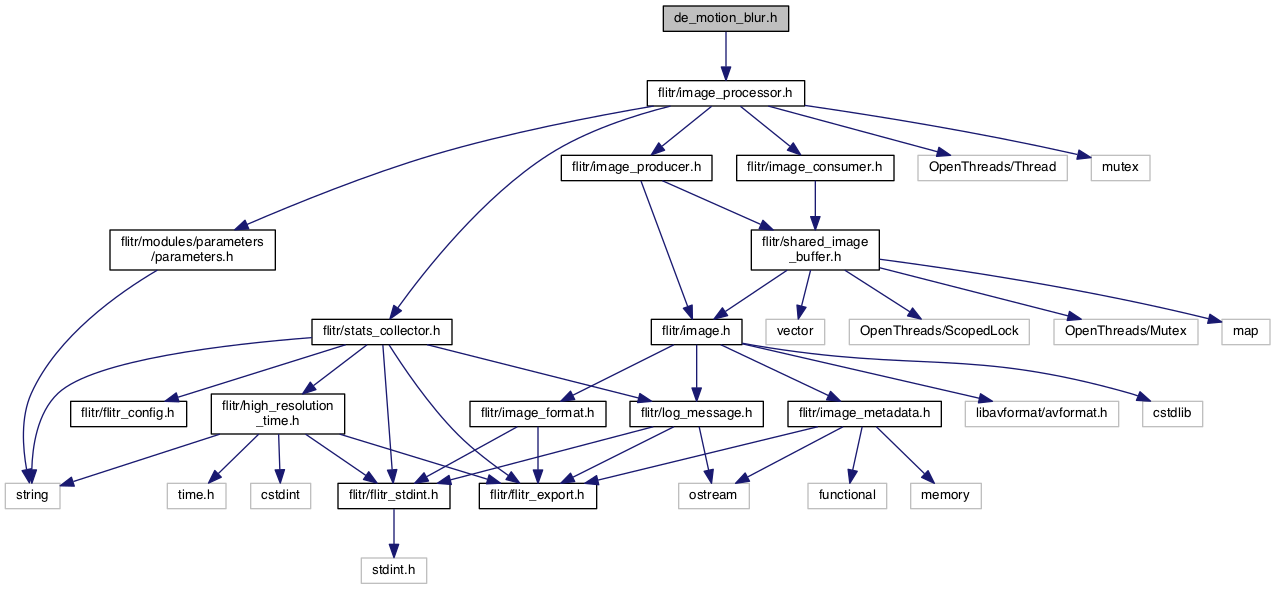 de_motion_blur.h
flitr/image_processor.h
flitr/image_producer.h
flitr/image_consumer.h
OpenThreads/Thread
mutex
flitr/modules/parameters
/parameters.h
flitr/shared_image
_buffer.h
flitr/stats_collector.h
flitr/image.h
vector
OpenThreads/ScopedLock
OpenThreads/Mutex
map
flitr/flitr_config.h
flitr/high_resolution
_time.h
flitr/image_format.h
flitr/log_message.h
flitr/image_metadata.h
libavformat/avformat.h
cstdlib
string
time.h
cstdint
flitr/flitr_stdint.h
flitr/flitr_export.h
ostream
functional
memory
stdint.h